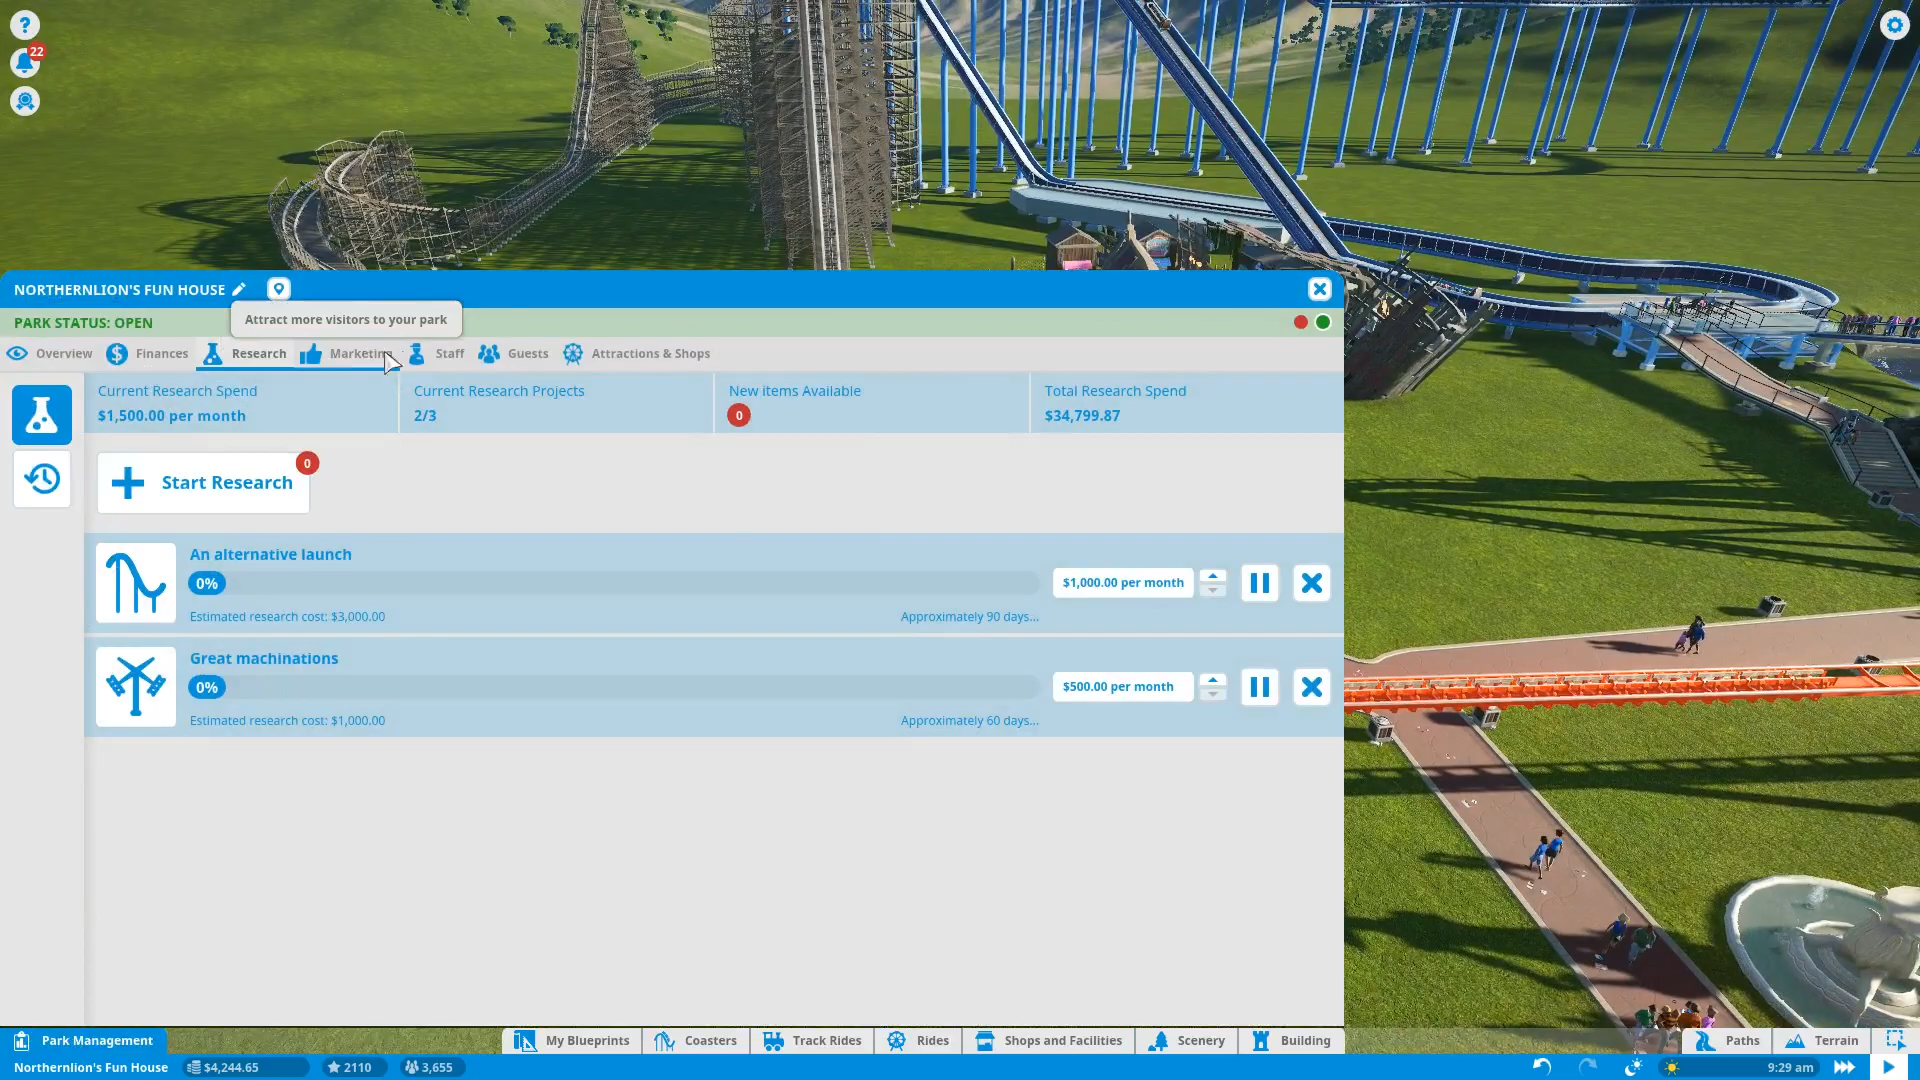 ?
22
NORTHERNLION'S FUN HOUSE
Attract more visitors to your park
PARK STATUS: OPEN
Overview
Finances
Research
Marketing
Staff
Guests
Attractions & Shops
Current Research Spend
$1,500.00 per month
Current Research Projects
2/3
New items Available
0
Total Research Spend
$34,799.87
Start Research
0
An alternative launch
0%
$1,000.00 per month
Estimated research cost: $3,000.00
Approximately 90 days...
Great machinations
0%
$500.00 per month
Estimated research cost: $1,000.00
Approximately 60 days...
Park Management
My Blueprints
Coasters
Track Rides
Rides
Shops and Facilities
Scenery
Building
Paths
Terrain
Northernlion's Fun House
$4,244.65
2110
3,655
9:29 am